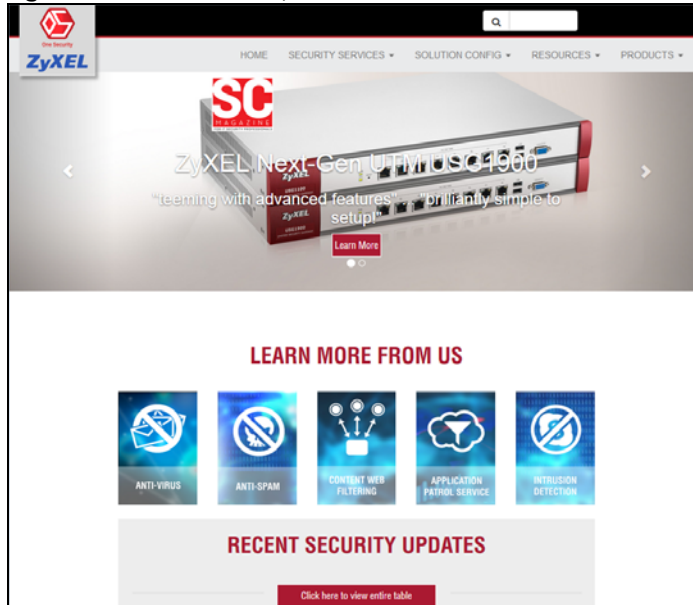 One Security
ZyXEL
HOME
SECURITY SERVICES
SOLUTION CONFIG
RESOURCES
PRODUCTS
SC
MAGAZINE
ZyXEL Next-Gen UTM USG1900
"teeming with advanced features" ... "brilliantly simple to
setup!"
ZyXEL
ZyXEL
Learn More
LEARN MORE FROM US
ANTI-VIRUS
ANTI-SPAM
CONTENT WEB
FILTERING
APPLICATION
PATROL SERVICE
INTRUSION
DETECTION
RECENT SECURITY UPDATES
Click here to view entire table